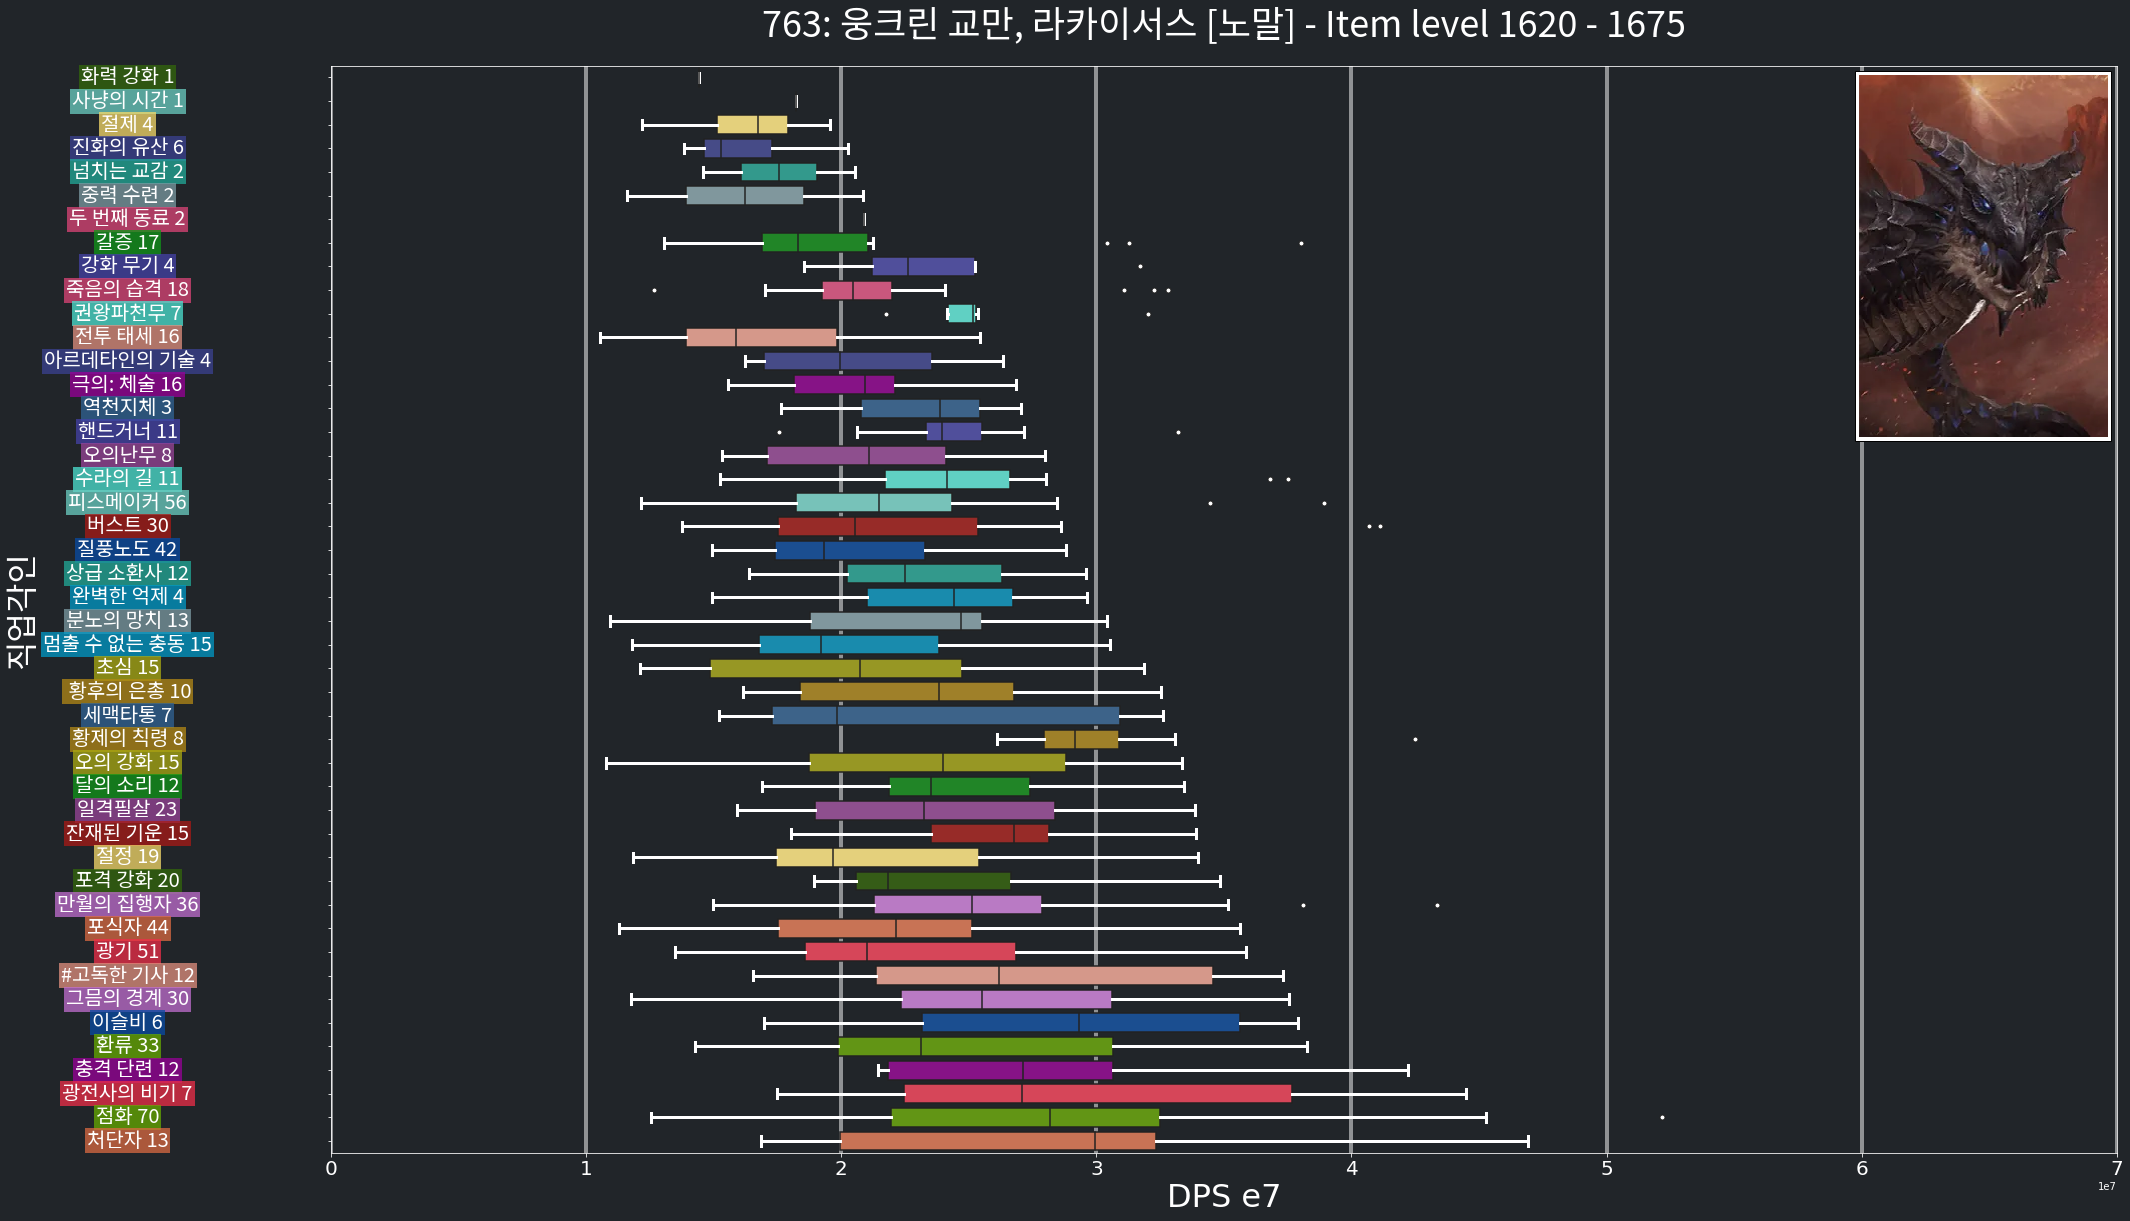 763: 웅크린 교만, 라카이서스 [노말] - Item level 1620 - 1675
화력 강화 1
사냥의 시간 1
절제 4
진화의 유산 6
넘치는 교감 2
중력 수련 2
두 번째 동료 2
갈증 17
강화 무기 4
죽음의 습격 18
권왕파천무 7
전투 태세 16
아르데타인의 기술 4
극의: 체술 16
역천지체 3
핸드거너 11
오의난무 8
수라의 길 11
피스메이커 56
버스트 30
질풍노도 42
상급 소환사 12
완벽한 억제 4
분노의 망치 13
멈출 수 없는 충동 15
초심 15
황후의 은총 10
세맥타통 7
황제의 칙령 8
오의 강화 15
달의 소리 12
일격필살 23
잔재된 기운 15
절정 19
포격 강화 20
만월의 집행자 36
포식자 44
광기 51
#고독한 기사 12
그믐의 경계 30
이슬비 6
환류 33
충격 단련 12
광전사의 비기 7
점화 70
처단자 13
직업각인
0 1 2 3 4 5 6 7
1e7
DPS e7